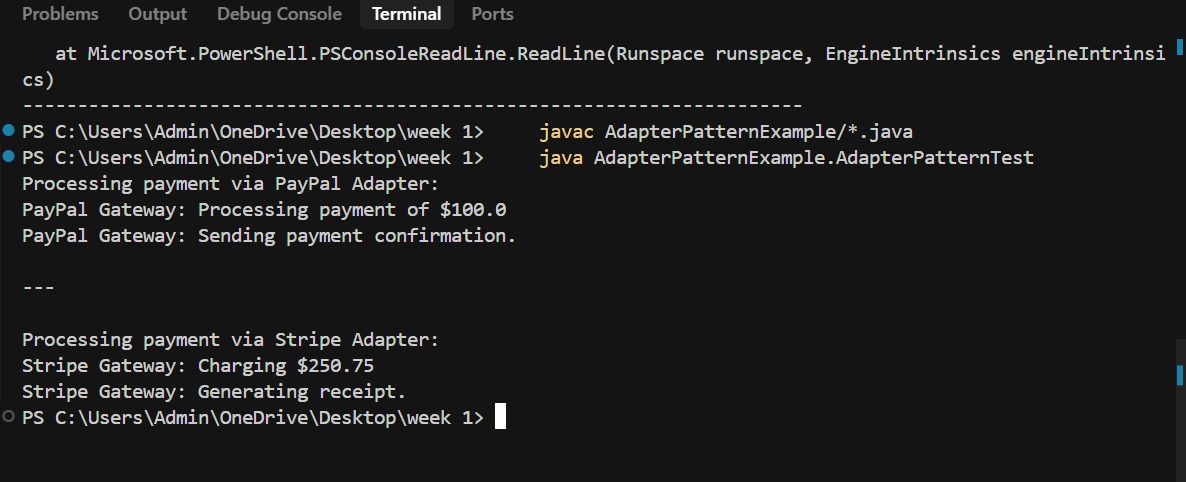 Problems Output Debug Console Terminal Ports
at Microsoft.PowerShell.PSConsoleReadLine.ReadLine(Runspace runspace, EngineIntrinsics engineIntrinsi
cs)
-----------------------------------------------------------------------
PS C:\Users\Admin\OneDrive\Desktop\week 1> javac AdapterPatternExample/*.java
PS C:\Users\Admin\OneDrive\Desktop\week 1> java AdapterPatternExample.AdapterPatternTest
Processing payment via PayPal Adapter:
PayPal Gateway: Processing payment of $100.0
PayPal Gateway: Sending payment confirmation.
---
Processing payment via Stripe Adapter:
Stripe Gateway: Charging $250.75
Stripe Gateway: Generating receipt.
PS C:\Users\Admin\OneDrive\Desktop\week 1>